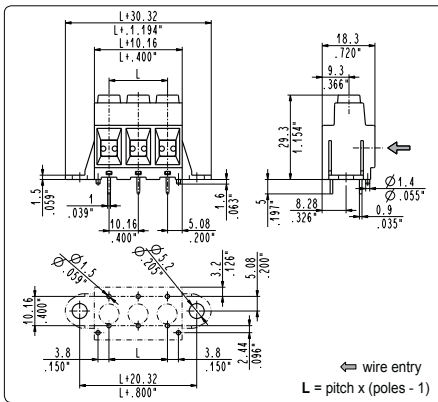 L+30.32
L+.1.194"
L+10.16
L+.400"
L
18.3
.720"
9.3
.366"
29.3
1.154"
1.5
.059"
1
.039"
10.16
.400"
5.08
.200"
1.6
.063"
5
.197"
8.28
.326"
Ø1.4
Ø.055"
0.9
.035"
Ø1.5
Ø.059"
Ø5.2
Ø.205"
3.2
.126"
5.08
.200"
10.16
.400"
2.44
.096"
3.8
.150"
L
3.8
.150"
L+20.32
L+.800"
wire entry
L = pitch x (poles - 1)